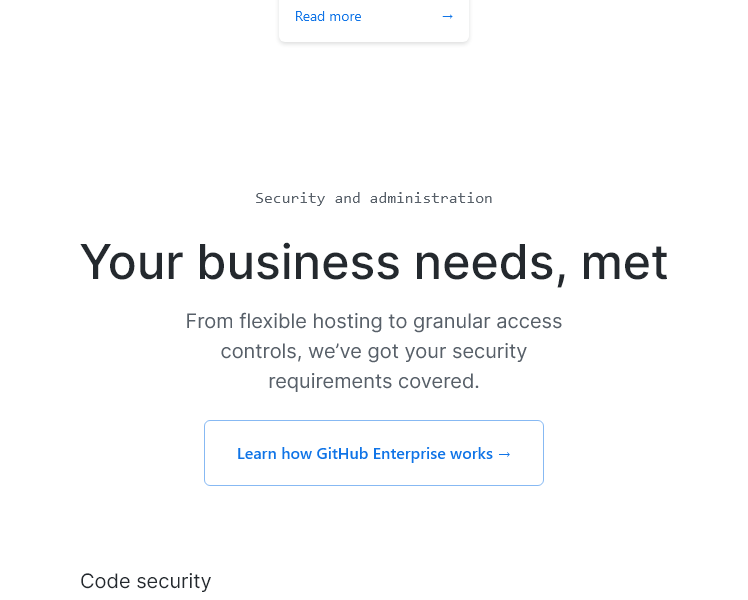 Read more →
Security and administration
Your business needs, met
From flexible hosting to granular access
controls, we’ve got your security
requirements covered.
Learn how GitHub Enterprise works →
Code security